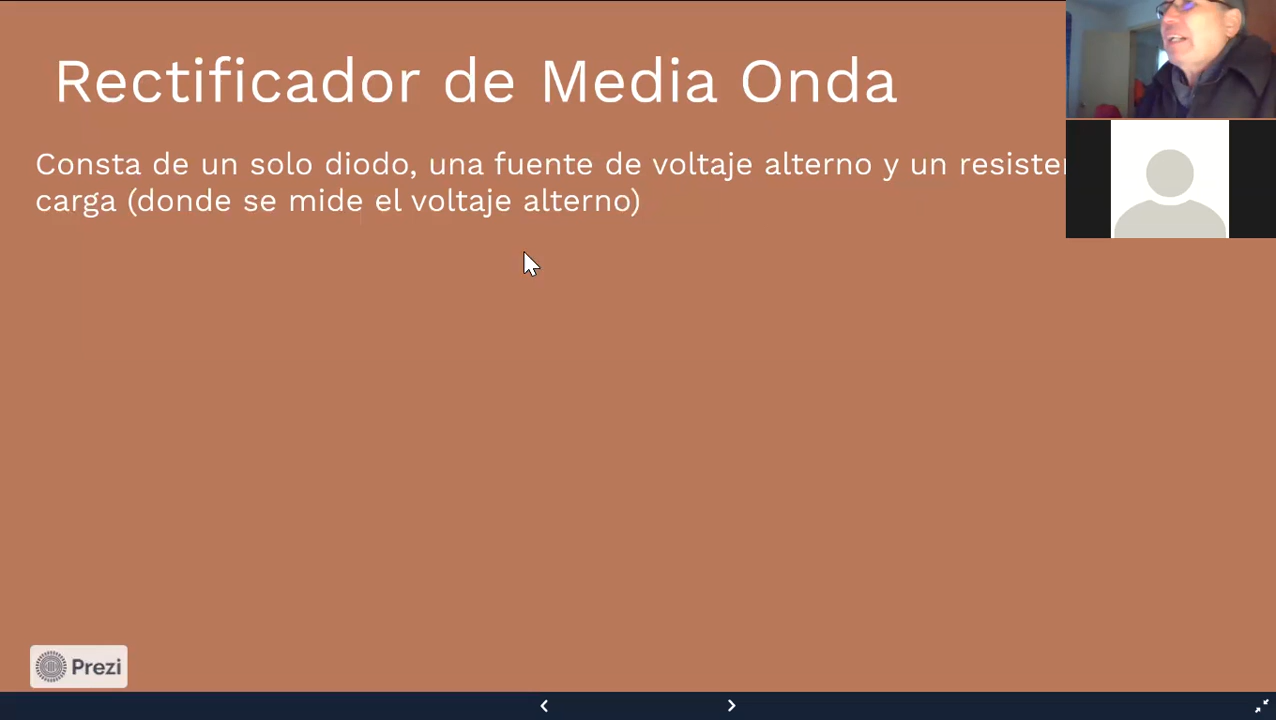 Rectificador de Media Onda
Consta de un solo diodo, una fuente de voltaje alterno y un
carga (donde se mide el voltaje alterno)
Prezi